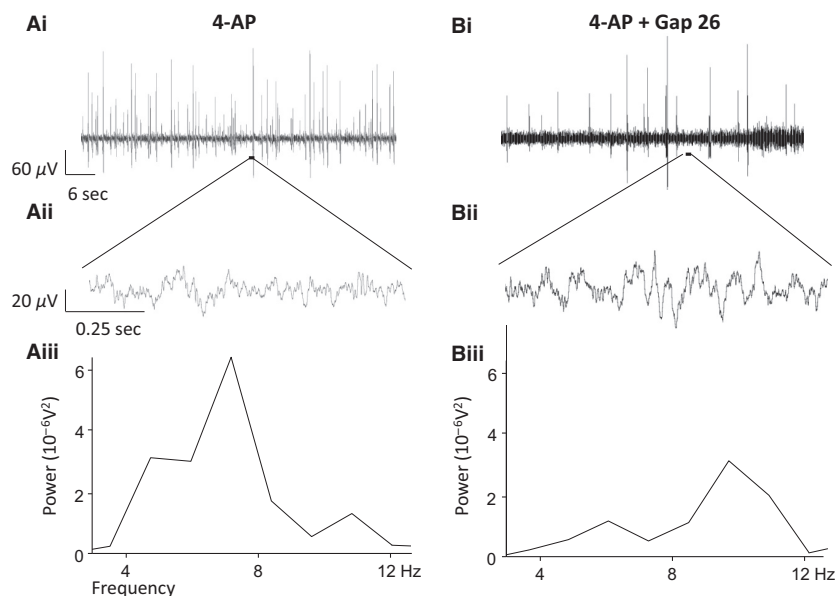 Ai
4-AP
Bi
4-AP + Gap 26
60 µV
6 sec
Aii
Bii
20 µV
0.25 sec
Aiii
Biii
Power (10⁻⁶V²)
6
4
2
0
4
8
12 Hz
Frequency
Power (10⁻⁶V²)
6
4
2
0
4
8
12 Hz